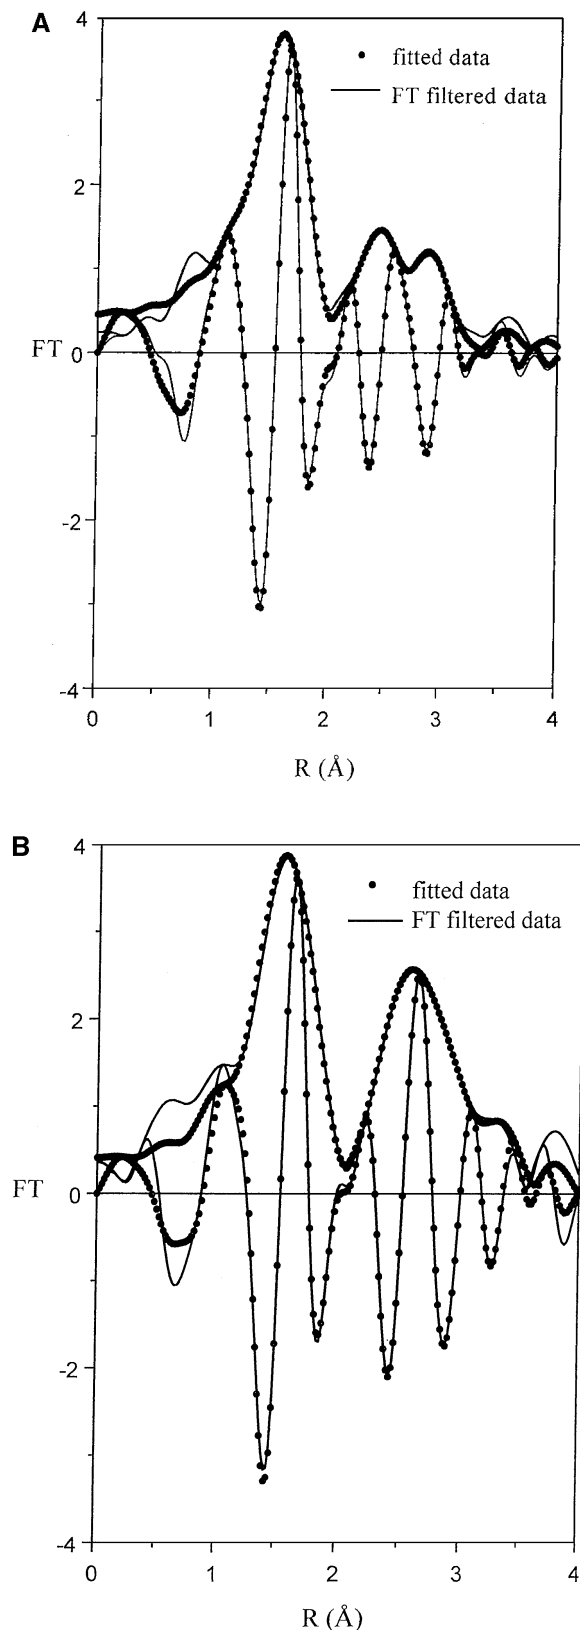 A
4
fitted data
FT filtered data
2
FT
0
-2
-4
0 1 2 3 4
R (Å)
B
4
fitted data
FT filtered data
2
FT
0
-2
-4
0 1 2 3 4
R (Å)